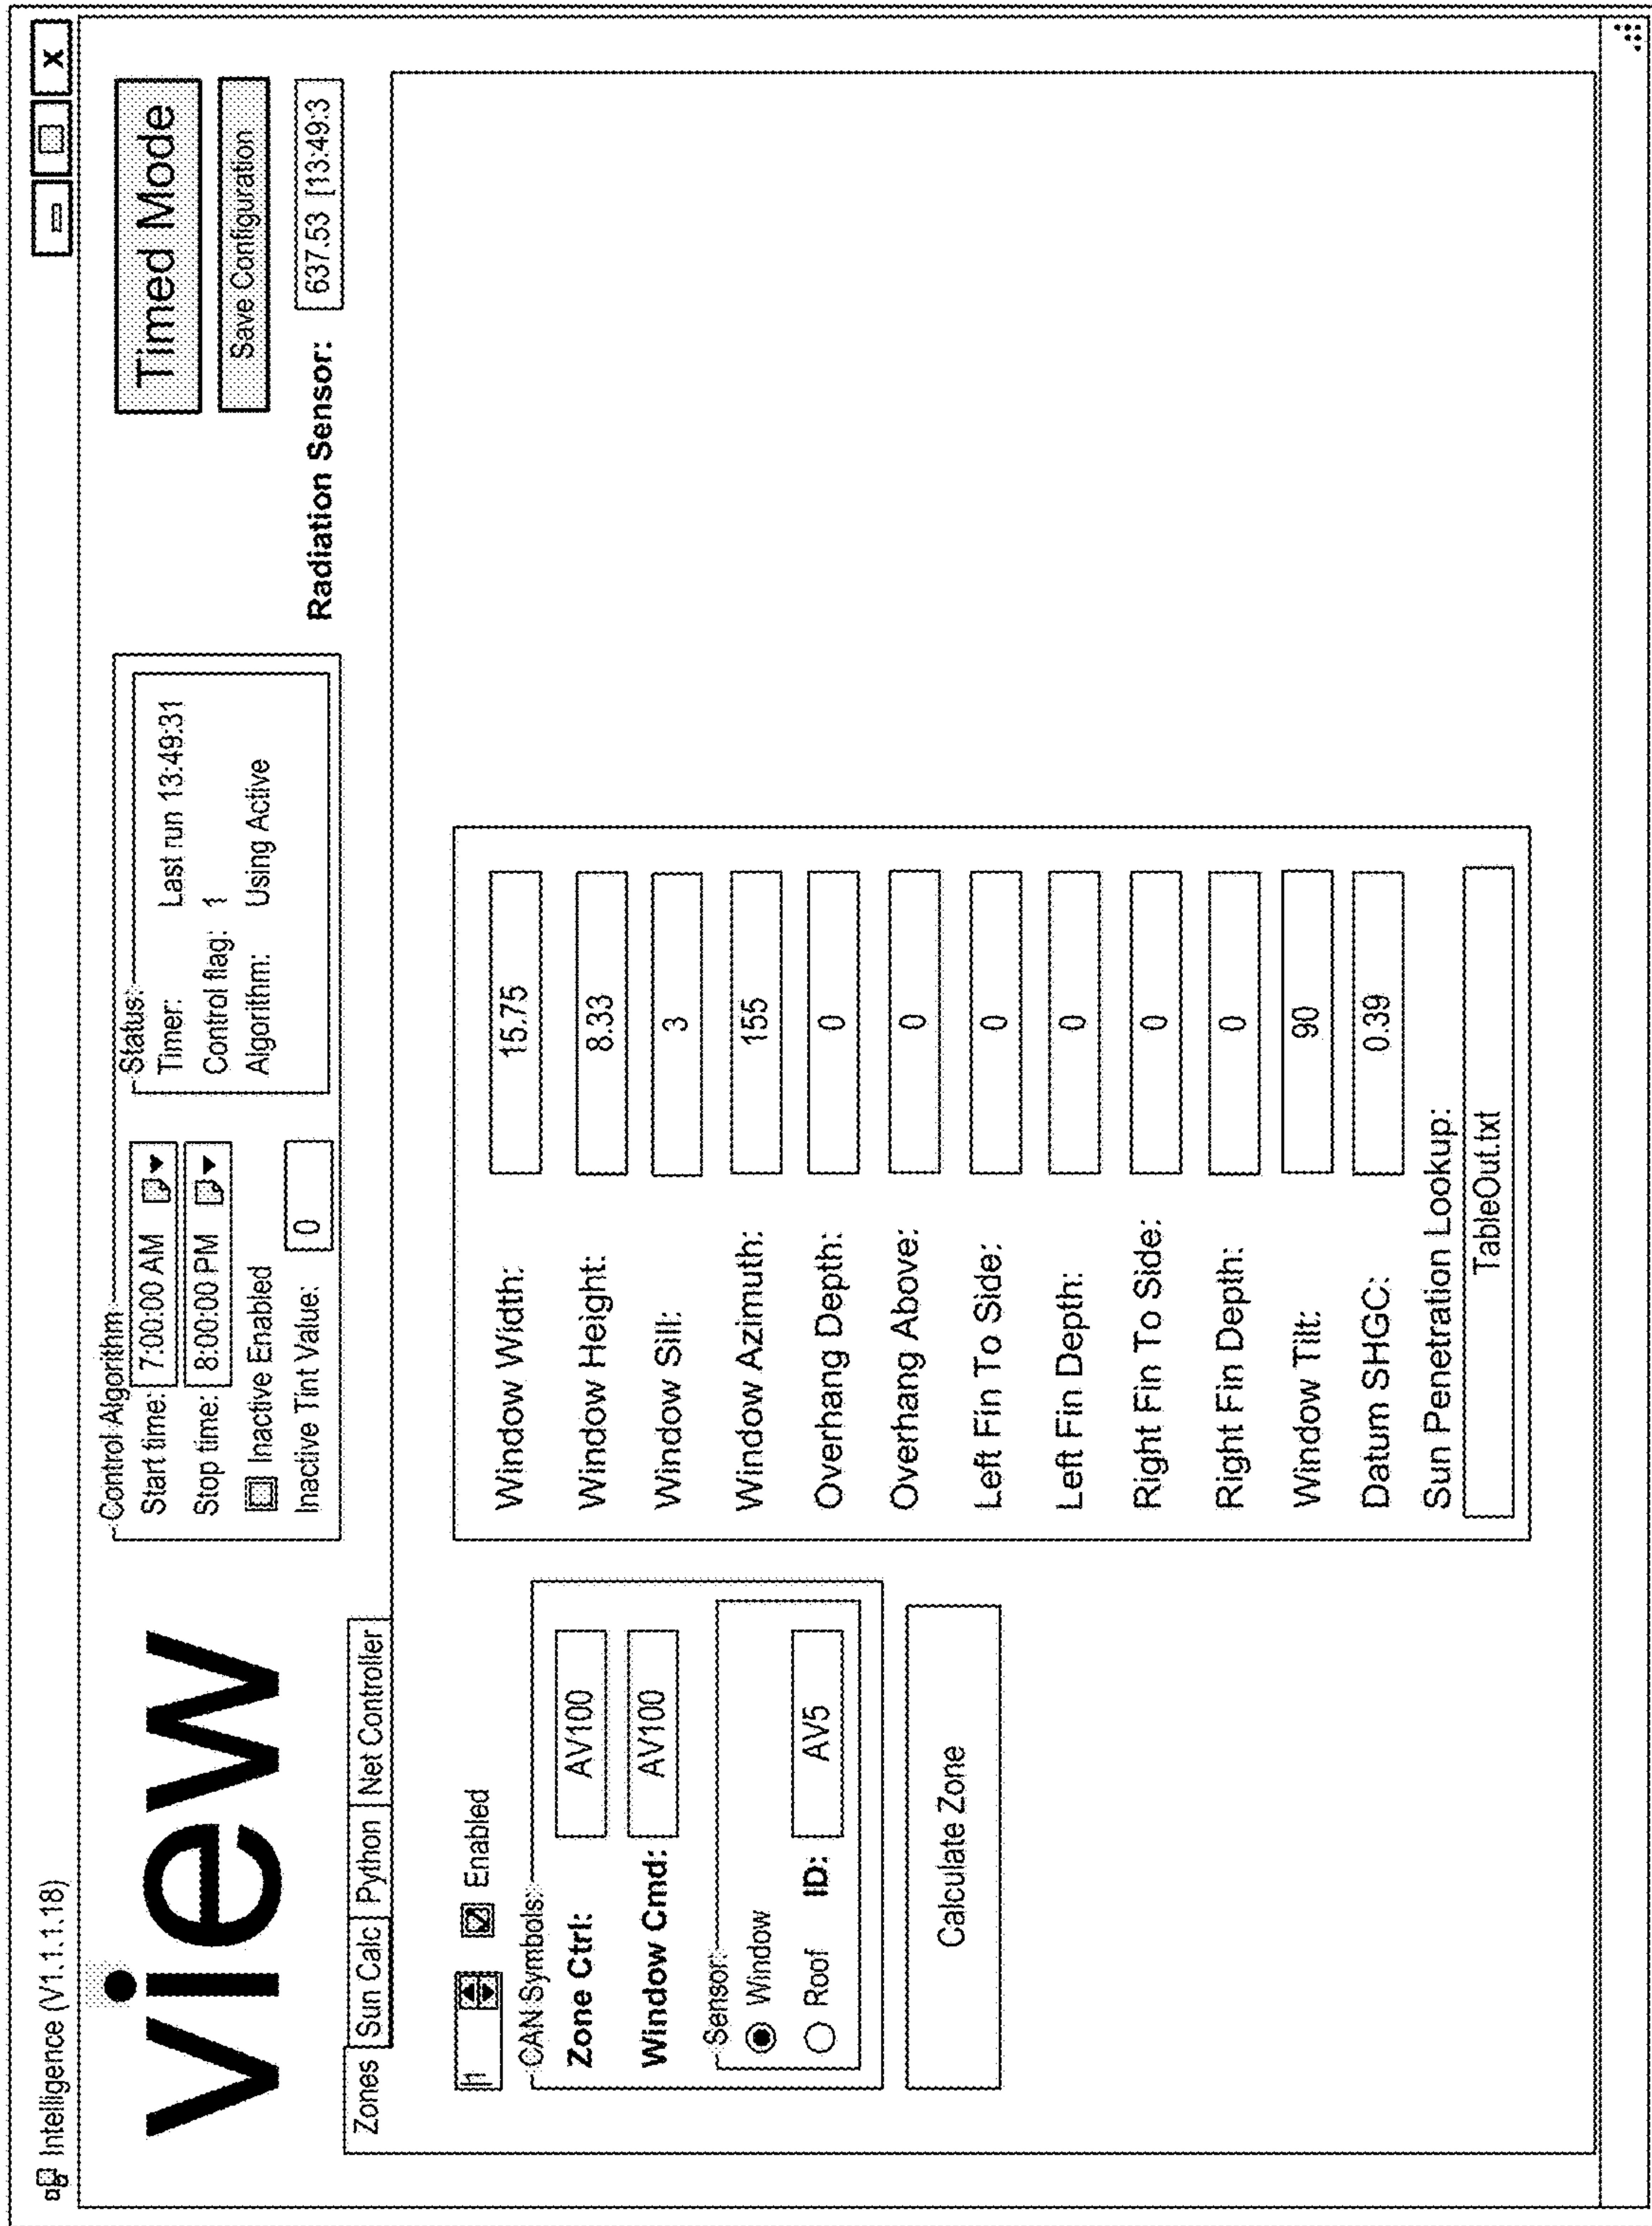 Intelligence (V1.1.18)
view
Control Algorithm
Start time: 7:00:00 AM
Stop time: 8:00:00 PM
Inactive Enabled
Inactive Tint Value: 0
Status:
Timer: Last run 13:49:31
Control flag: 1
Algorithm: Using Active
Timed Mode
Save Configuration
Radiation Sensor: 637.53 [13:49:3
Zones Sun Calc Python Net Controller
1 Enabled
CAN Symbols:
Zone Ctrl: AV100
Window Cmd: AV100
Sensor:
Window
Roof ID: AV5
Calculate Zone
Window Width: 15.75
Window Height: 8.33
Window Sill: 3
Window Azimuth: 155
Overhang Depth: 0
Overhang Above: 0
Left Fin To Side: 0
Left Fin Depth: 0
Right Fin To Side: 0
Right Fin Depth: 0
Window Tilt: 90
Datum SHGC: 0.39
Sun Penetration Lookup:
TableOut.txt